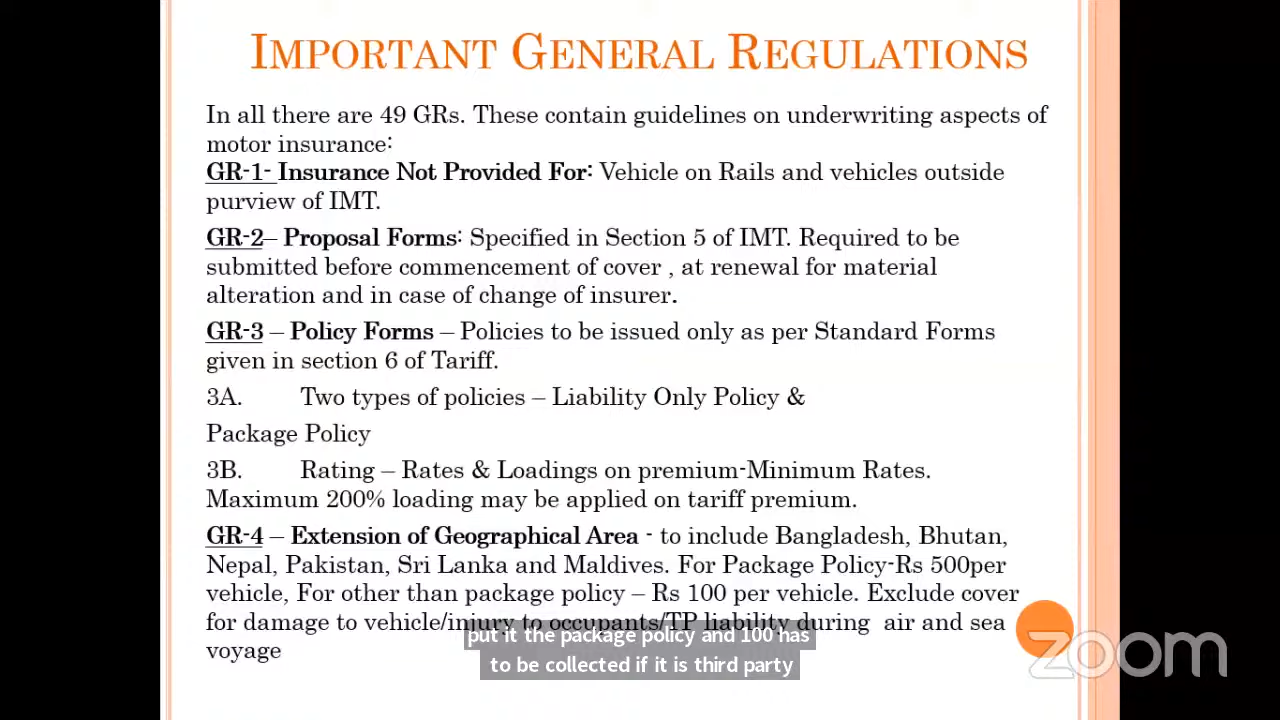 IMPORTANT GENERAL REGULATIONS
In all there are 49 GRs. These contain guidelines on underwriting aspects of
motor insurance:
GR-1- Insurance Not Provided For: Vehicle on Rails and vehicles outside
purview of IMT.
GR-2– Proposal Forms: Specified in Section 5 of IMT. Required to be
submitted before commencement of cover , at renewal for material
alteration and in case of change of insurer.
GR-3 – Policy Forms – Policies to be issued only as per Standard Forms
given in section 6 of Tariff.
3A. Two types of policies – Liability Only Policy &
Package Policy
3B. Rating – Rates & Loadings on premium-Minimum Rates.
Maximum 200% loading may be applied on tariff premium.
GR-4 – Extension of Geographical Area - to include Bangladesh, Bhutan,
Nepal, Pakistan, Sri Lanka and Maldives. For Package Policy-Rs 500per
vehicle, For other than package policy – Rs 100 per vehicle. Exclude cover
for damage to vehicle/injury to occupants/TP liability during air and sea
voyage
put it the package policy and 100 has
to be collected if it is third party
zoom